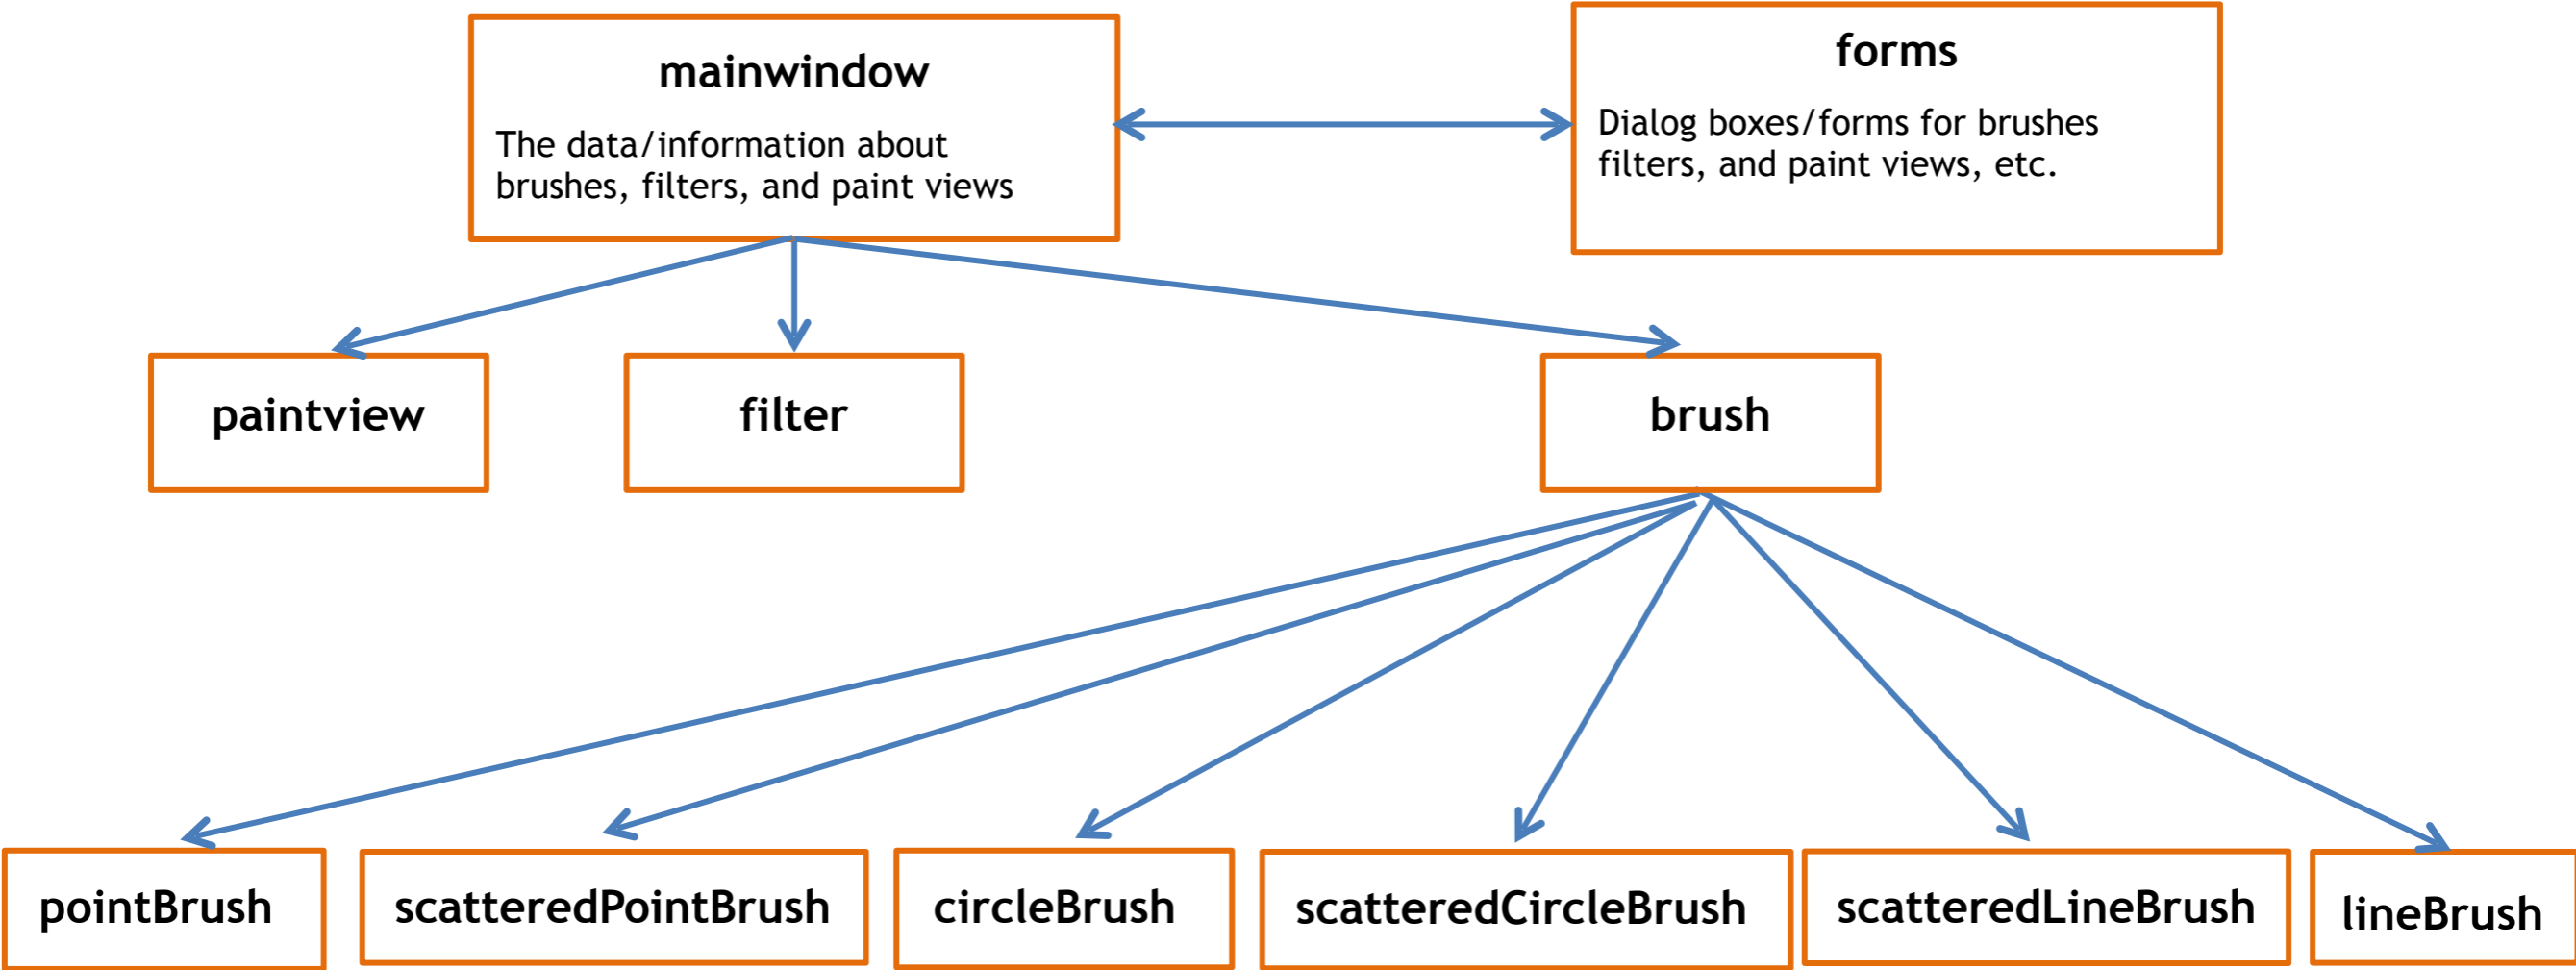 mainwindow
The data/information about
brushes, filters, and paint views
forms
Dialog boxes/forms for brushes
filters, and paint views, etc.
paintview
filter
brush
pointBrush
scatteredPointBrush
circleBrush
scatteredCircleBrush
scatteredLineBrush
lineBrush